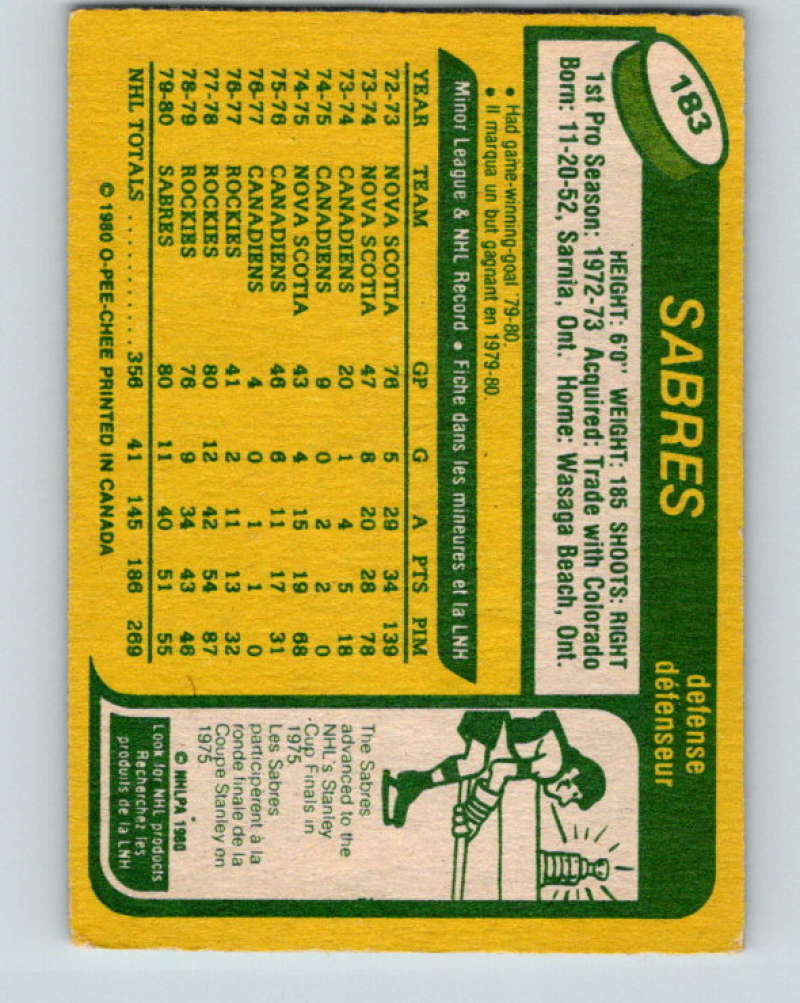 183
SABRES
defense
défenseur
HEIGHT: 6'0" WEIGHT: 185 SHOOTS: RIGHT
1st Pro Season: 1972-73 Acquired: Trade with Colorado
Born: 11-20-52, Sarnia, Ont. Home: Wasaga Beach, Ont.
• Had game-winning-goal '79-80.
• Il marqua un but gagnant en 1979-80.
Minor League & NHL Record • Fiche dans les mineures et la LNH
YEAR TEAM GP G A PTS PIM
72-73 NOVA SCOTIA 76 5 29 34 139
73-74 NOVA SCOTIA 47 8 20 28 78
73-74 CANADIENS 20 1 4 5 18
74-75 CANADIENS 9 0 2 2 0
74-75 NOVA SCOTIA 43 4 15 19 68
75-76 CANADIENS 46 6 11 17 31
76-77 CANADIENS 4 0 1 1 0
76-77 ROCKIES 41 2 11 13 32
77-78 ROCKIES 80 12 42 54 87
78-79 ROCKIES 76 9 34 43 46
79-80 SABRES 80 11 40 51 55
NHL TOTALS ............ 356 41 145 186 269
© 1980 O-PEE-CHEE PRINTED IN CANADA
The Sabres
advanced to the
NHL's Stanley
Cup Finals in
1975
Les Sabres
participèrent à la
ronde finale de la
Coupe Stanley en
1975
© NHLPA 1980
Look for NHL products
Recherchez les
produits de la LNH